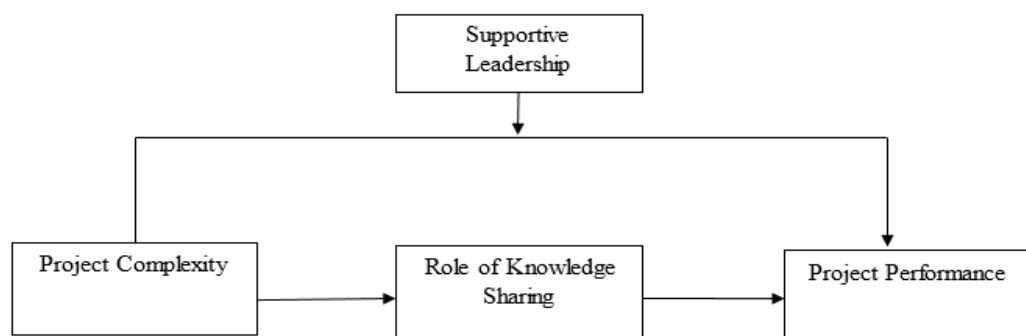 Supportive
Leadership
Project Complexity
Role of Knowledge
Sharing
Project Performance